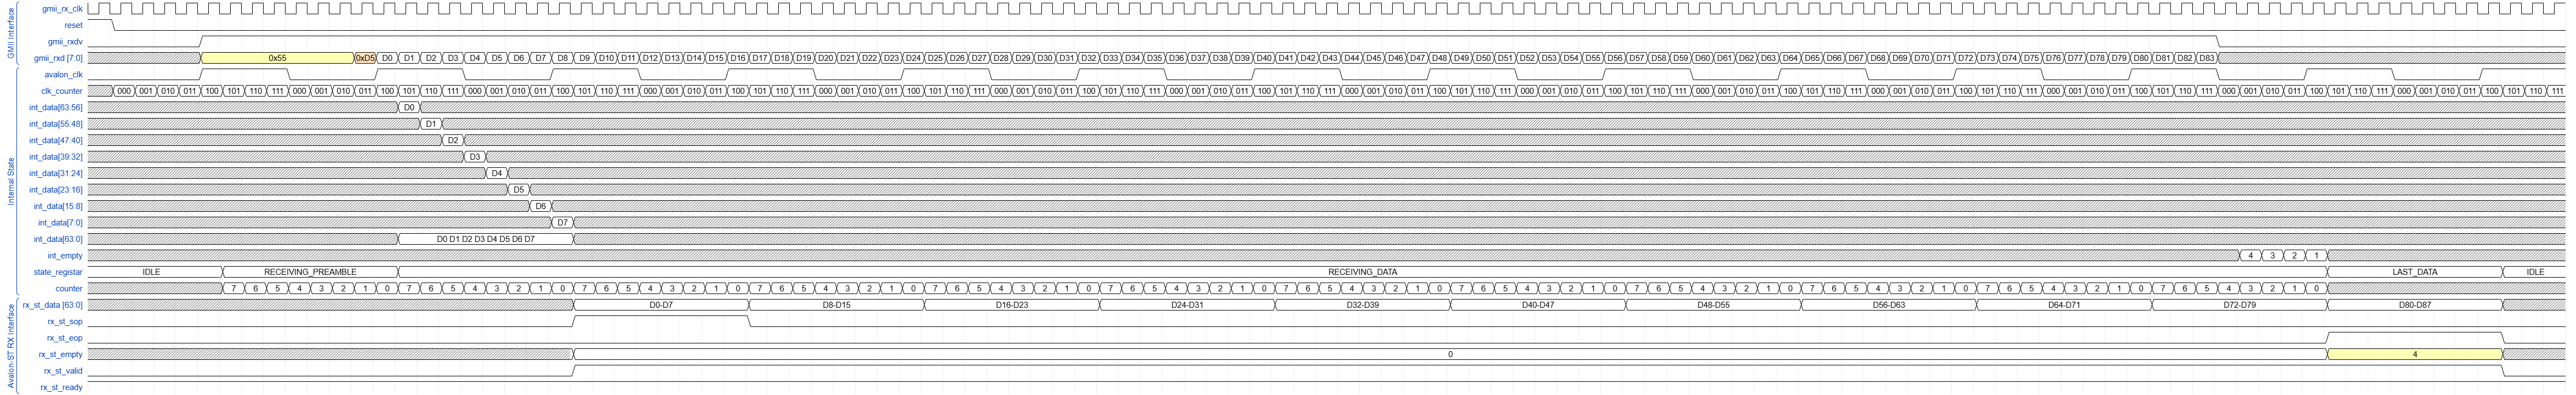 GMII Interface
gmii_rx_clk
reset
gmii_rxdv
gmii_rxd [7:0] 0x55 0xD5 D0 D1 D2 D3 D4 D5 D6 D7 D8 D9 D10 D11 D12 D13 D14 D15 D16 D17 D18 D19 D20 D21 D22 D23 D24 D25 D26 D27 D28 D29 D30 D31 D32 D33 D34 D35 D36 D37 D38 D39 D40 D41 D42 D43 D44 D45 D46 D47 D48 D49 D50 D51 D52 D53 D54 D55 D56 D57 D58 D59 D60 D61 D62 D63 D64 D65 D66 D67 D68 D69 D70 D71 D72 D73 D74 D75 D76 D77 D78 D79 D80 D81 D82 D83
Internal State
avalon_clk
clk_counter 000 001 010 011 100 101 110 111 000 001 010 011 100 101 110 111 000 001 010 011 100 101 110 111 000 001 010 011 100 101 110 111 000 001 010 011 100 101 110 111 000 001 010 011 100 101 110 111 000 001 010 011 100 101 110 111 000 001 010 011 100 101 110 111 000 001 010 011 100 101 110 111 000 001 010 011 100 101 110 111 000 001 010 011 100 101 110 111 000 001 010 011 100 101 110 111 000 001 010 011 100 101 110 111 000 001 010 011 100 101 110 111
int_data[63:56] D0
int_data[55:48] D1
int_data[47:40] D2
int_data[39:32] D3
int_data[31:24] D4
int_data[23:16] D5
int_data[15:8] D6
int_data[7:0] D7
int_data[63:0] D0 D1 D2 D3 D4 D5 D6 D7
int_empty 4 3 2 1
state_registar IDLE RECEIVING_PREAMBLE RECEIVING_DATA LAST_DATA IDLE
counter 7 6 5 4 3 2 1 0 7 6 5 4 3 2 1 0 7 6 5 4 3 2 1 0 7 6 5 4 3 2 1 0 7 6 5 4 3 2 1 0 7 6 5 4 3 2 1 0 7 6 5 4 3 2 1 0 7 6 5 4 3 2 1 0 7 6 5 4 3 2 1 0 7 6 5 4 3 2 1 0 7 6 5 4 3 2 1 0 7 6 5 4 3 2 1 0
Avalon-ST RX Interface
rx_st_data [63:0] D0-D7 D8-D15 D16-D23 D24-D31 D32-D39 D40-D47 D48-D55 D56-D63 D64-D71 D72-D79 D80-D87
rx_st_sop
rx_st_eop
rx_st_empty 0 4
rx_st_valid
rx_st_ready